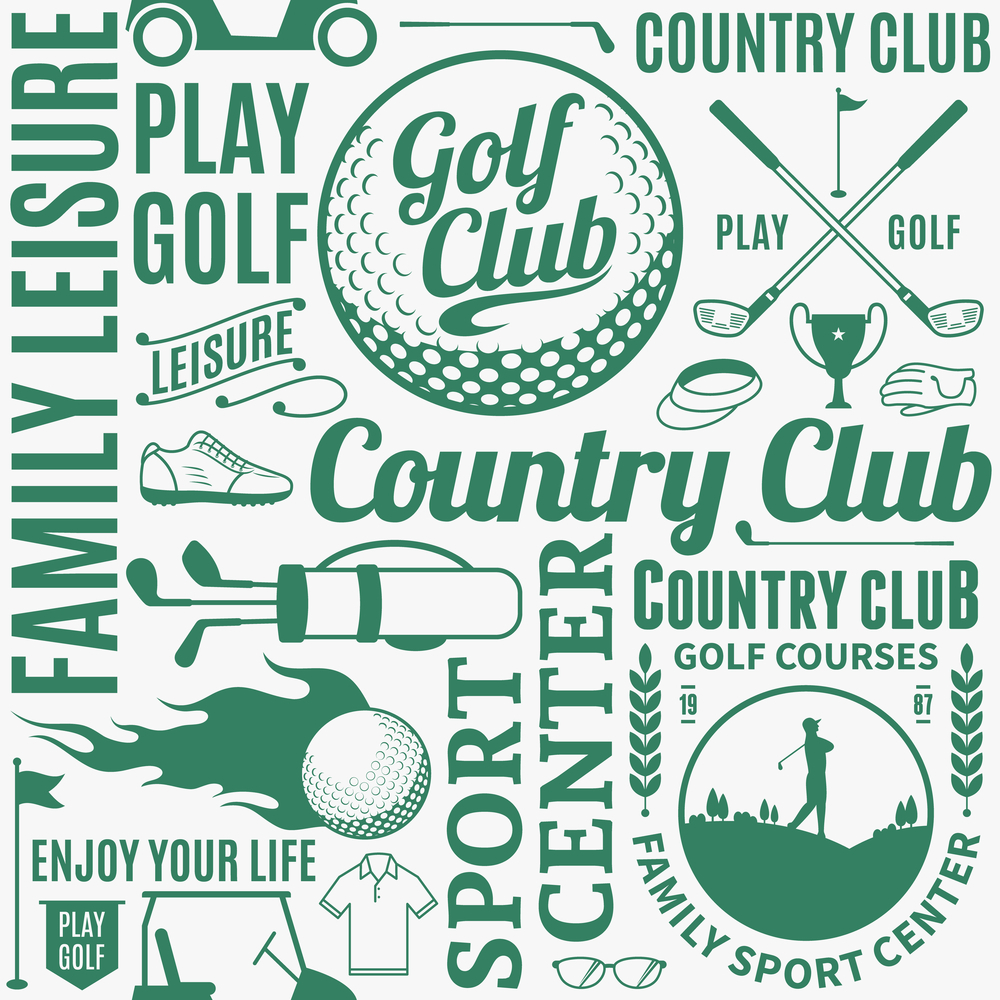 FAMILY LEISURE
PLAY
GOLF
Golf
Club
COUNTRY CLUB
PLAY
GOLF
LEISURE
Country Club
COUNTRY CLUB
GOLF COURSES
19
87
FAMILY SPORT CENTER
SPORT
CENTER
ENJOY YOUR LIFE
PLAY
GOLF